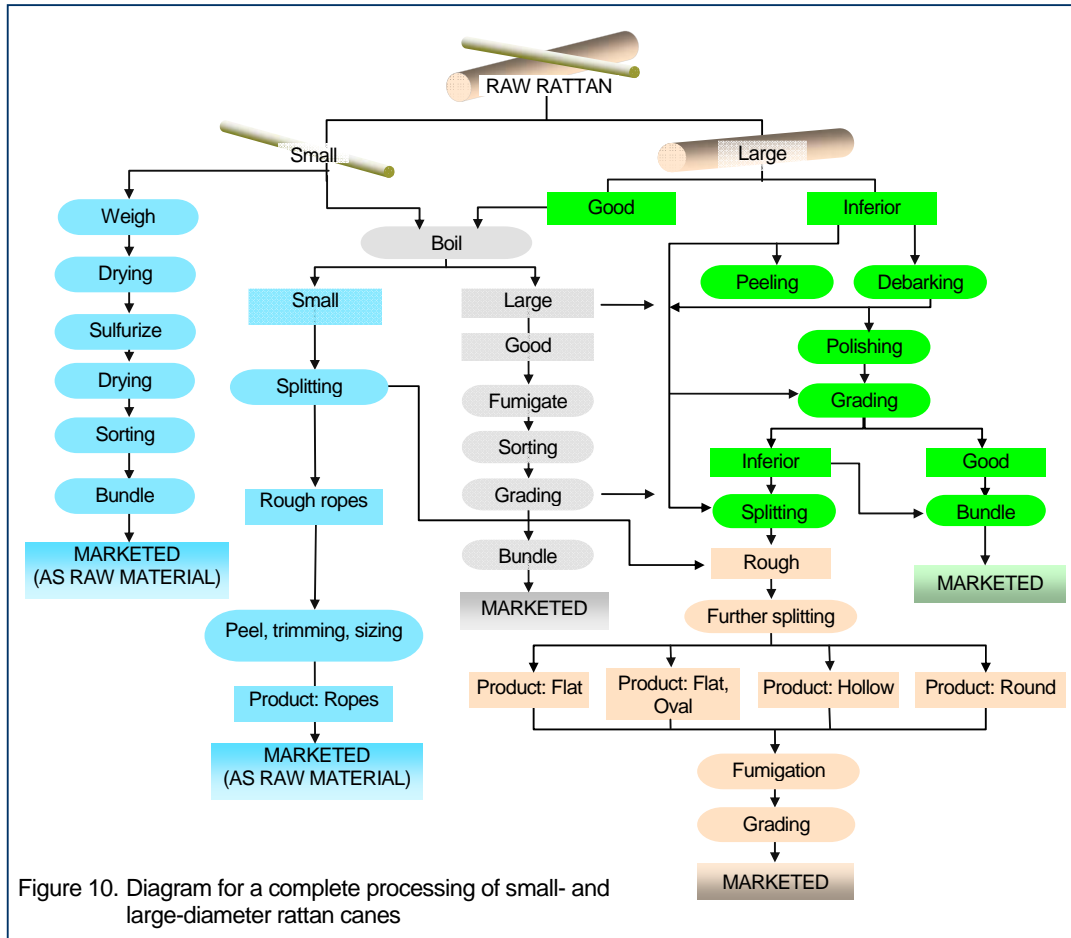 RAW RATTAN
Small
Large
Weigh
Drying
Sulfurize
Drying
Sorting
Bundle
MARKETED
(AS RAW MATERIAL)
Good
Inferior
Boil
Small
Splitting
Rough ropes
Peel, trimming, sizing
Product: Ropes
MARKETED
(AS RAW MATERIAL)
Large
Good
Fumigate
Sorting
Grading
Bundle
MARKETED
Peeling
Debarking
Polishing
Grading
Inferior
Good
Splitting
Bundle
MARKETED
Rough
Further splitting
Product: Flat
Product: Flat,
Oval
Product: Hollow
Product: Round
Fumigation
Grading
MARKETED
Figure 10. Diagram for a complete processing of small- and
large-diameter rattan canes